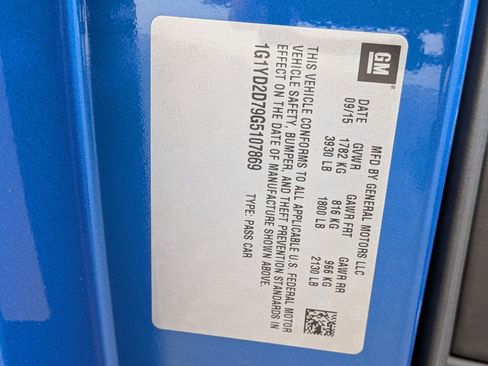 GM
MFD BY GENERAL MOTORS LLC
DATE GVWR GAWR FRT GAWR RR
09/15 1782 KG 816 KG 966 KG
3930 LB 1800 LB 2130 LB
THIS VEHICLE CONFORMS TO ALL APPLICABLE U.S. FEDERAL MOTOR
VEHICLE SAFETY, BUMPER, AND THEFT PREVENTION STANDARDS IN
EFFECT ON THE DATE OF MANUFACTURE SHOWN ABOVE.
1G1YD2D79G5107869 TYPE: PASS CAR